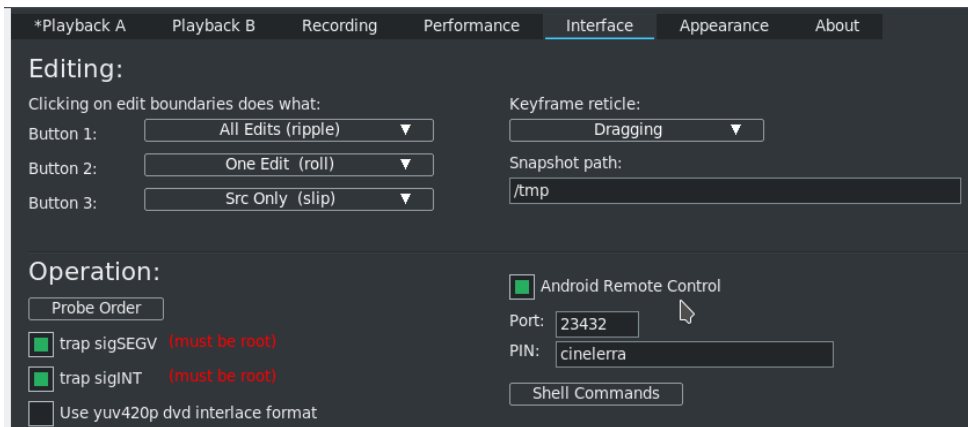 *Playback A Playback B Recording Performance Interface Appearance About
Editing:
Clicking on edit boundaries does what:
Button 1: All Edits (ripple)
Button 2: One Edit (roll)
Button 3: Src Only (slip)
Keyframe reticle:
Dragging
Snapshot path:
/tmp
Operation:
Probe Order
trap sigSEGV (must be root)
trap sigINT (must be root)
Use yuv420p dvd interlace format
Android Remote Control
Port: 23432
PIN: cinelerra
Shell Commands